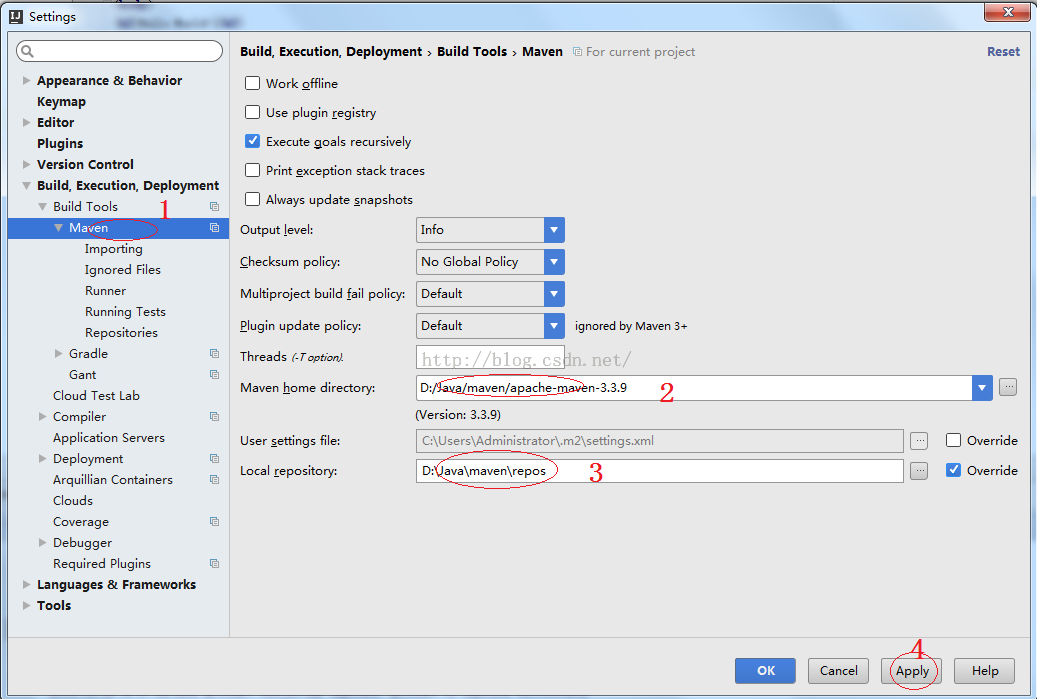 Settings
Appearance & Behavior
Keymap
Editor
Plugins
Version Control
Build, Execution, Deployment
Build Tools
1
Maven
Importing
Ignored Files
Runner
Running Tests
Repositories
Gradle
Gant
Cloud Test Lab
Compiler
Application Servers
Deployment
Arquillian Containers
Clouds
Coverage
Debugger
Required Plugins
Languages & Frameworks
Tools
Build, Execution, Deployment › Build Tools › Maven For current project Reset
Work offline
Use plugin registry
Execute goals recursively
Print exception stack traces
Always update snapshots
Output level: Info
Checksum policy: No Global Policy
Multiproject build fail policy: Default
Plugin update policy: Default ignored by Maven 3+
Threads (-T option). http://blog.csdn.net/
Maven home directory: D:/Java/maven/apache-maven-3.3.9 2 ...
(Version: 3.3.9)
User settings file: C:\Users\Administrator\.m2\settings.xml ... Override
Local repository: D:\Java\maven\repos 3 ... Override
4
OK Cancel Apply Help